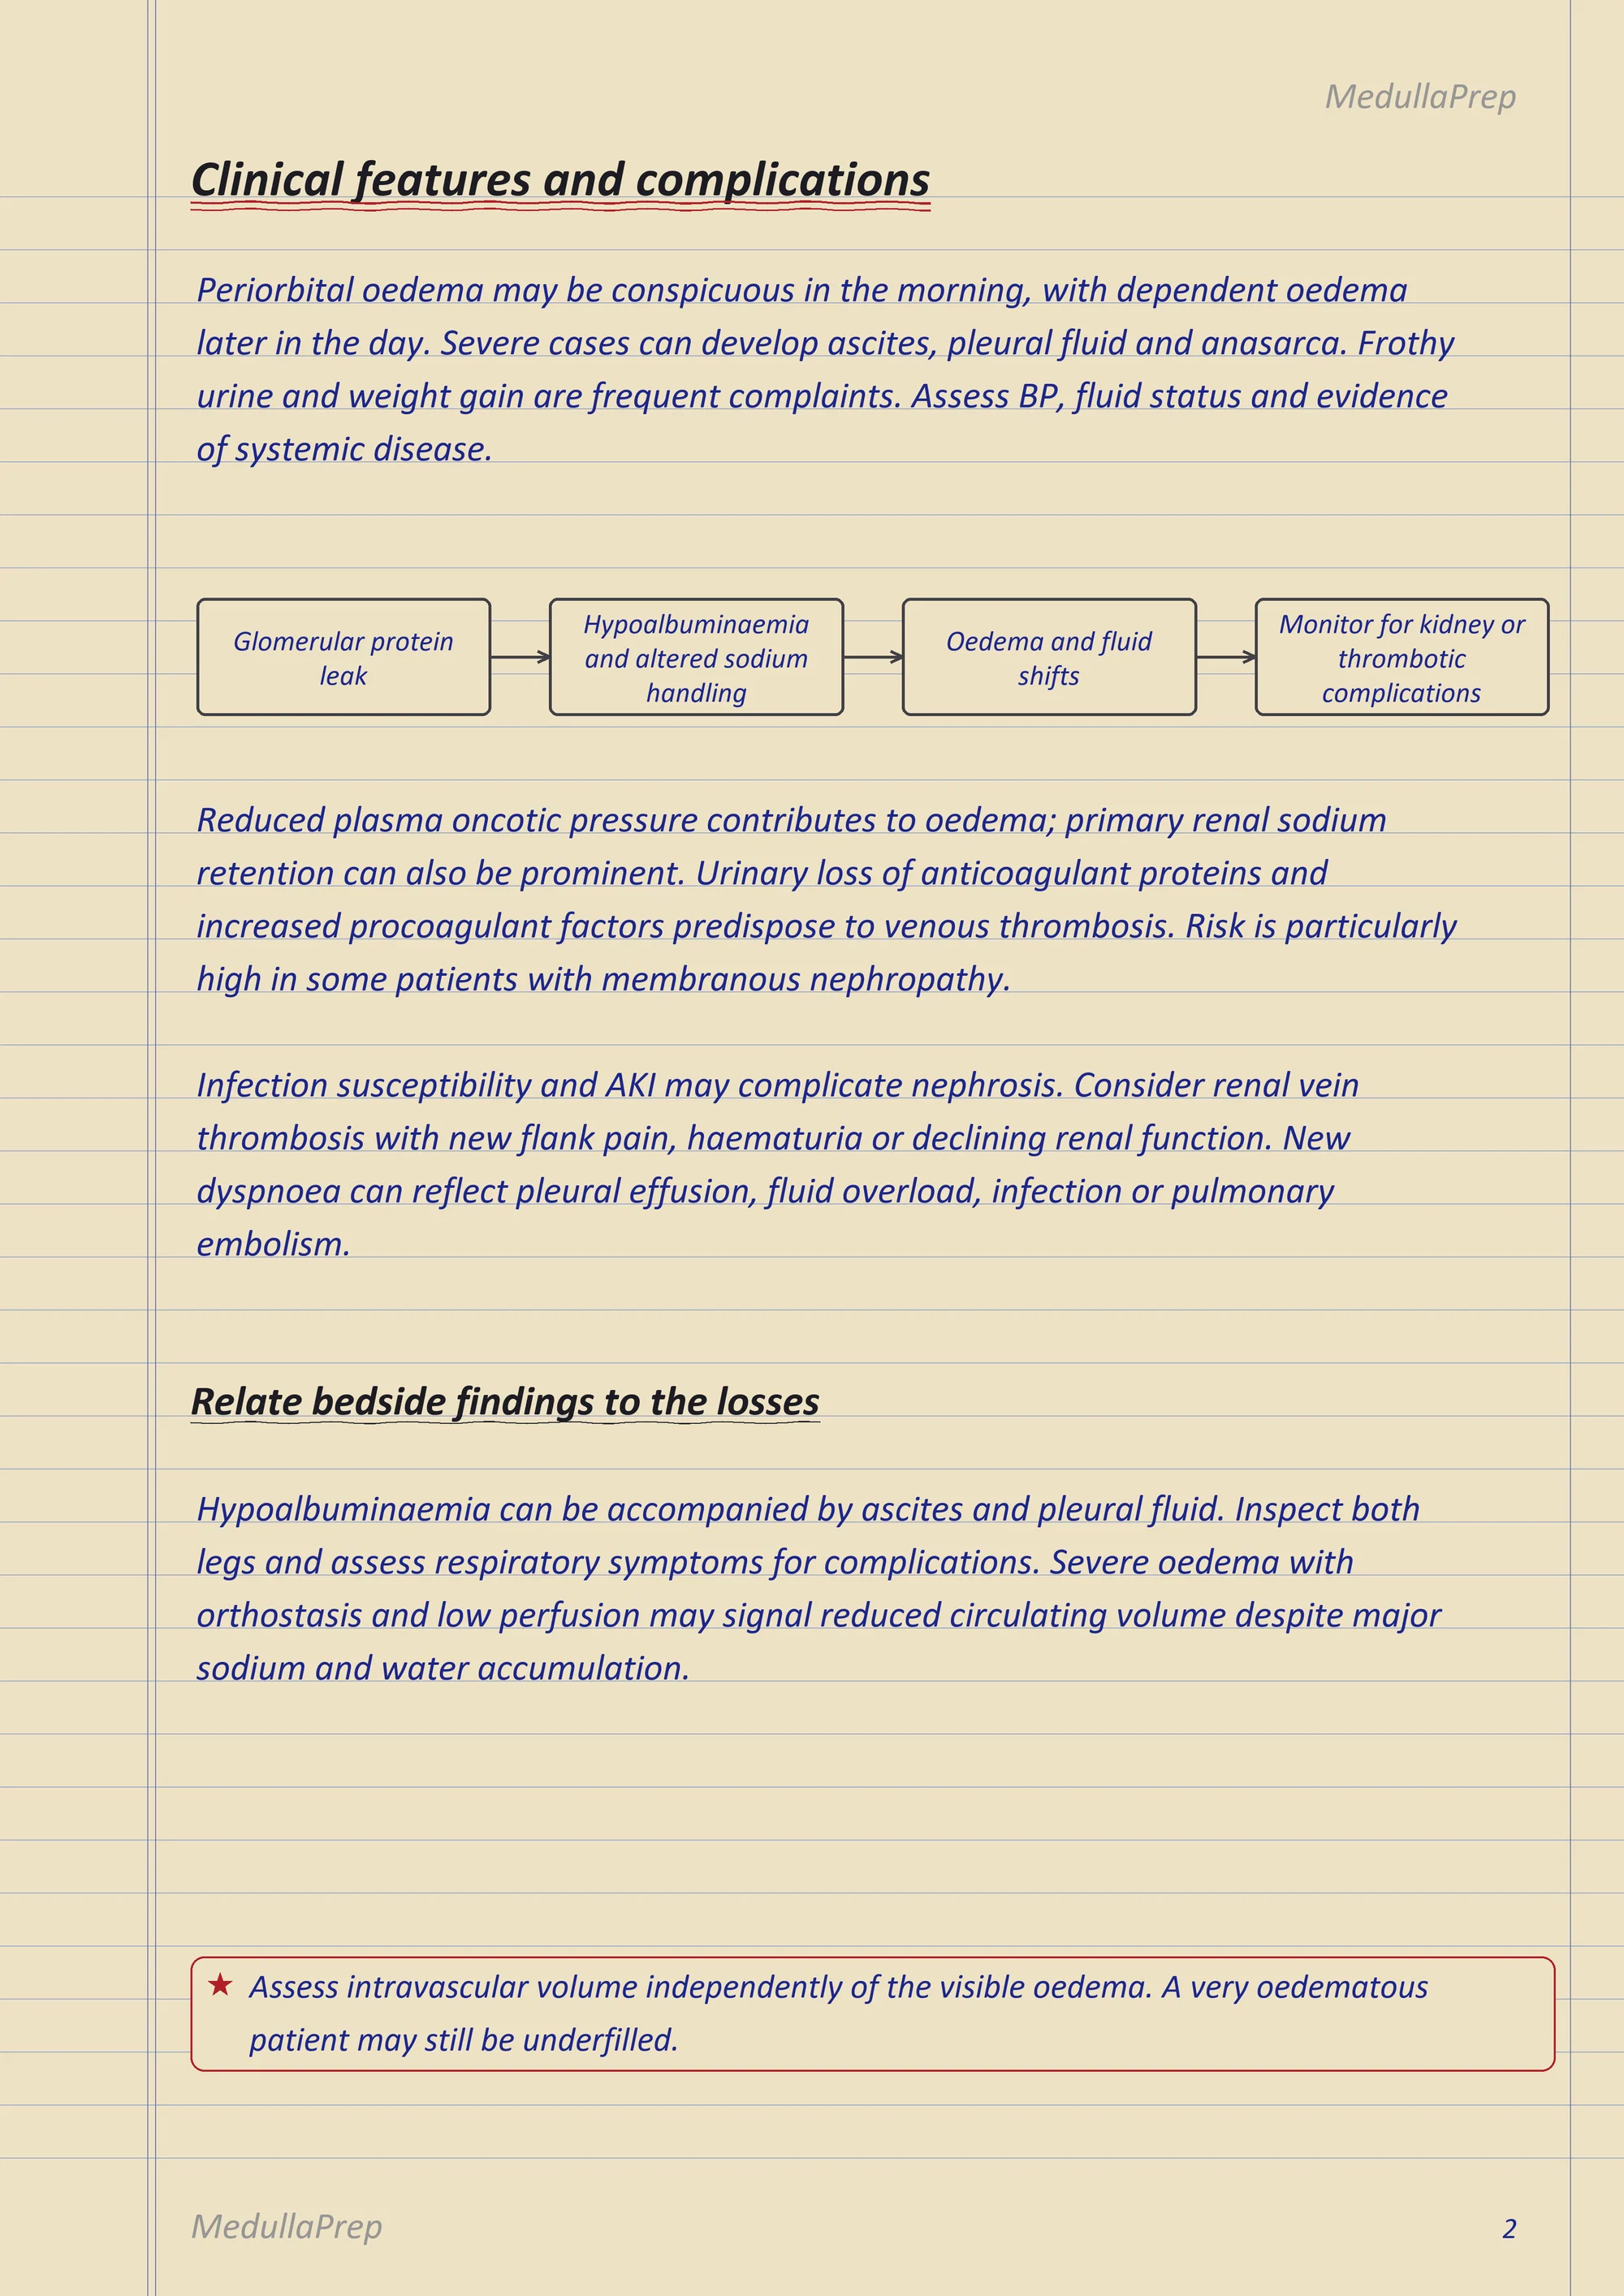 MedullaPrep
Clinical features and complications
Periorbital oedema may be conspicuous in the morning, with dependent oedema
later in the day. Severe cases can develop ascites, pleural fluid and anasarca. Frothy
urine and weight gain are frequent complaints. Assess BP, fluid status and evidence
of systemic disease.
Glomerular protein
leak
Hypoalbuminaemia
and altered sodium
handling
Oedema and fluid
shifts
Monitor for kidney or
thrombotic
complications
Reduced plasma oncotic pressure contributes to oedema; primary renal sodium
retention can also be prominent. Urinary loss of anticoagulant proteins and
increased procoagulant factors predispose to venous thrombosis. Risk is particularly
high in some patients with membranous nephropathy.
Infection susceptibility and AKI may complicate nephrosis. Consider renal vein
thrombosis with new flank pain, haematuria or declining renal function. New
dyspnoea can reflect pleural effusion, fluid overload, infection or pulmonary
embolism.
Relate bedside findings to the losses
Hypoalbuminaemia can be accompanied by ascites and pleural fluid. Inspect both
legs and assess respiratory symptoms for complications. Severe oedema with
orthostasis and low perfusion may signal reduced circulating volume despite major
sodium and water accumulation.
★ Assess intravascular volume independently of the visible oedema. A very oedematous
patient may still be underfilled.
MedullaPrep
2